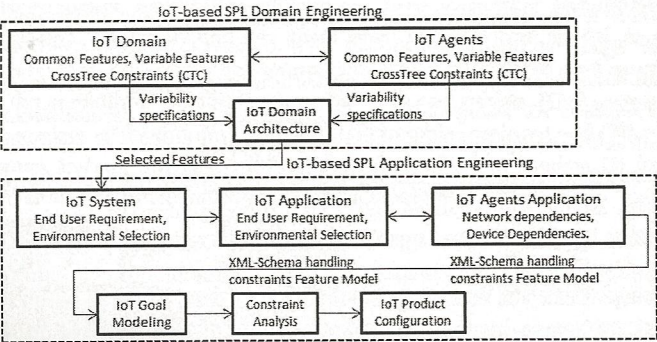 IoT-based SPL Domain Engineering
IoT Domain
Common Features, Variable Features
CrossTree Constraints (CTC)
IoT Agents
Common Features, Variable Features
CrossTree Constraints (CTC)
Variability
specifications
IoT Domain
Architecture
Variability
specifications
Selected Features
IoT-based SPL Application Engineering
IoT System
End User Requirement,
Environmental Selection
IoT Application
End User Requirement,
Environmental Selection
IoT Agents Application
Network dependencies,
Device Dependencies.
XML-Schema handling
constraints Feature Model
XML-Schema handling
constraints Feature Model
IoT Goal
Modeling
Constraint
Analysis
IoT Product
Configuration